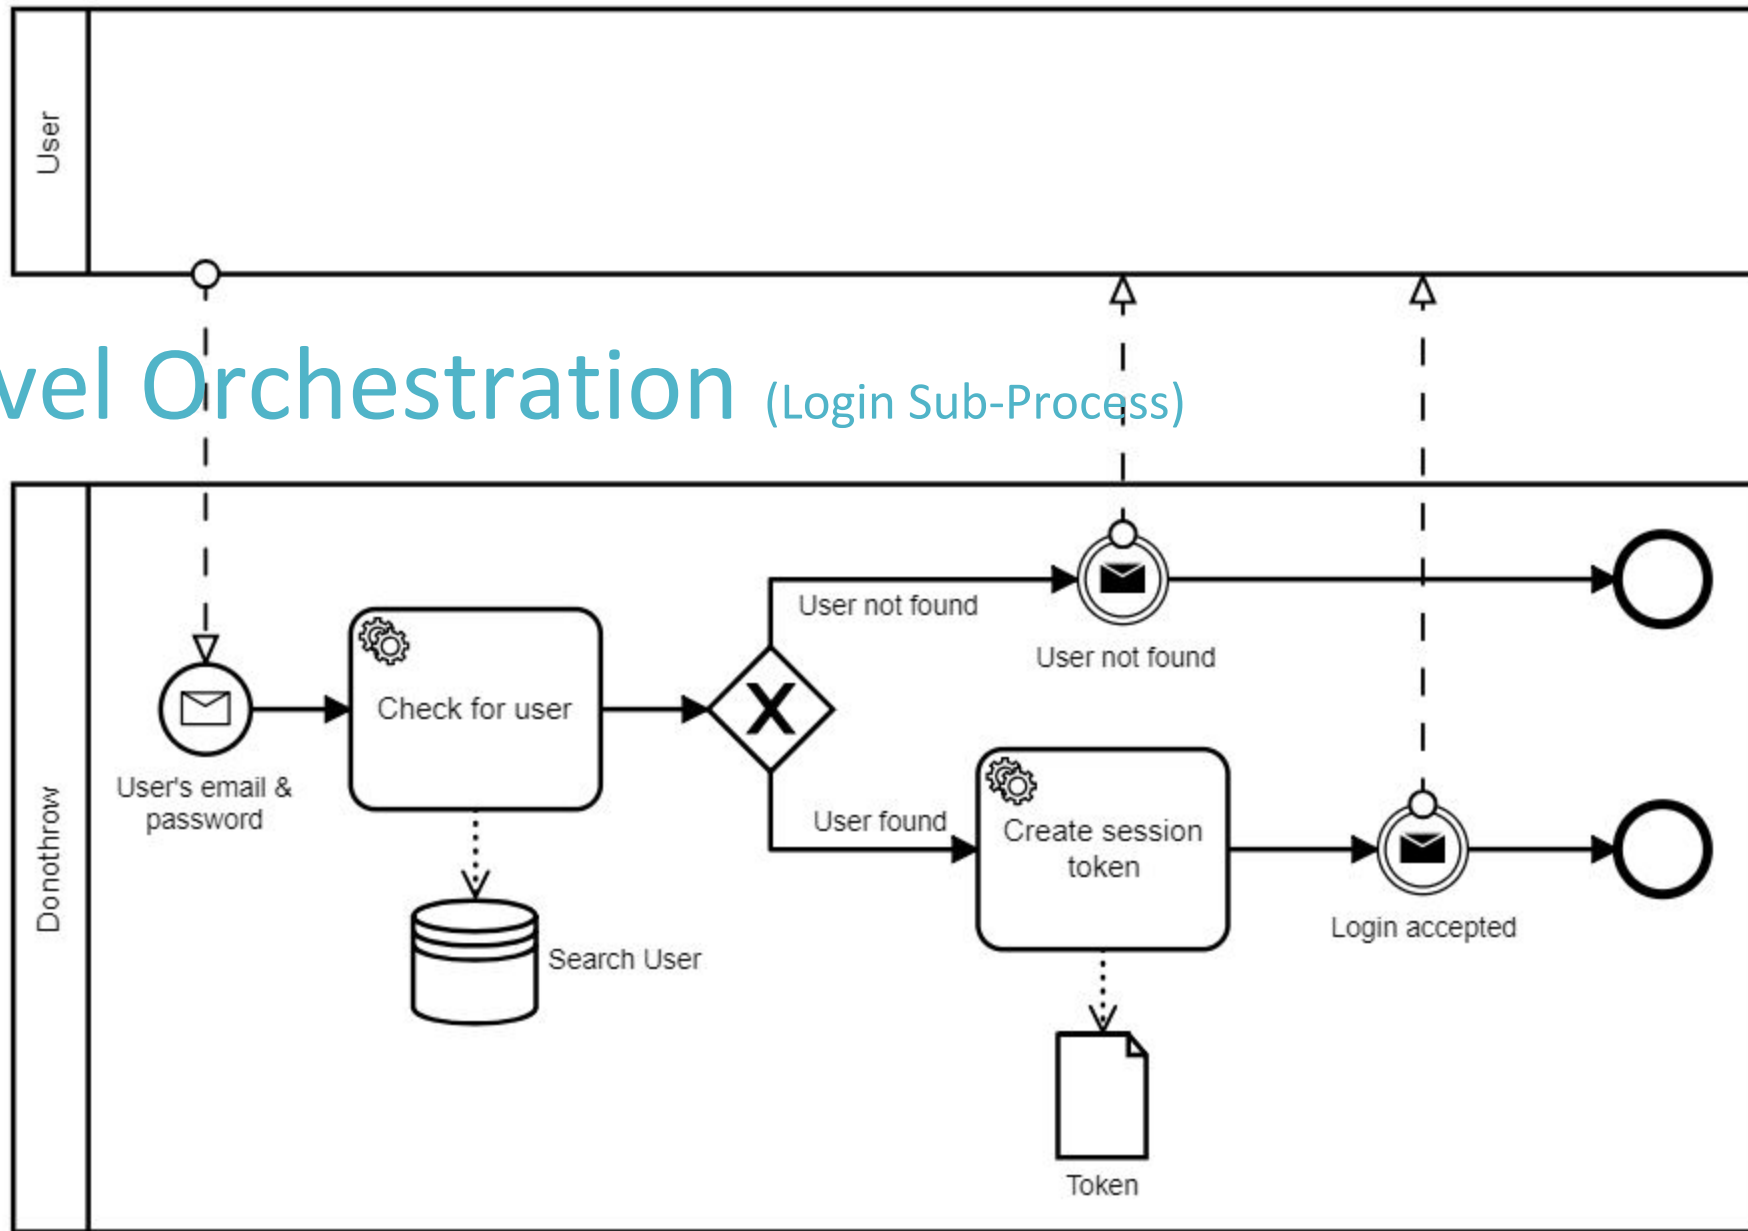 User
vel Orchestration (Login Sub-Process)
Donothrow
User not found
User not found
Check for user
User's email &
password
User found
Create session
token
Login accepted
Search User
Token